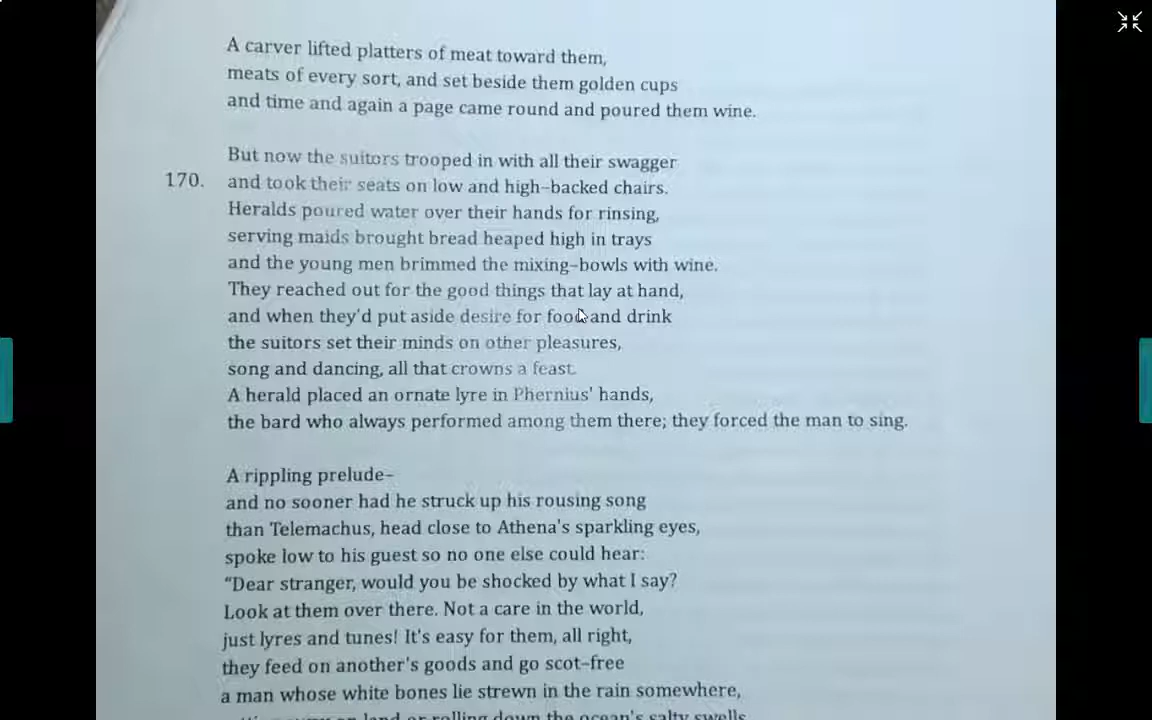 A carver lifted platters of meat toward them,
meats of every sort, and set beside them golden cups
and time and again a page came round and poured them wine.
But now the suitors trooped in with all their swagger
170. and took their seats on low and high-backed chairs.
Heralds poured water over their hands for rinsing,
serving maids brought bread heaped high in trays
and the young men brimmed the mixing-bowls with wine.
They reached out for the good things that lay at hand,
and when they'd put aside desire for food and drink
the suitors set their minds on other pleasures,
song and dancing, all that crowns a feast.
A herald placed an ornate lyre in Phernius' hands,
the bard who always performed among them there; they forced the man to sing.
A rippling prelude-
and no sooner had he struck up his rousing song
than Telemachus, head close to Athena's sparkling eyes,
spoke low to his guest so no one else could hear:
“Dear stranger, would you be shocked by what I say?
Look at them over there. Not a care in the world,
just lyres and tunes! It's easy for them, all right,
they feed on another's goods and go scot-free
a man whose white bones lie strewn in the rain somewhere,
on land or rolling down the ocean's salty swells